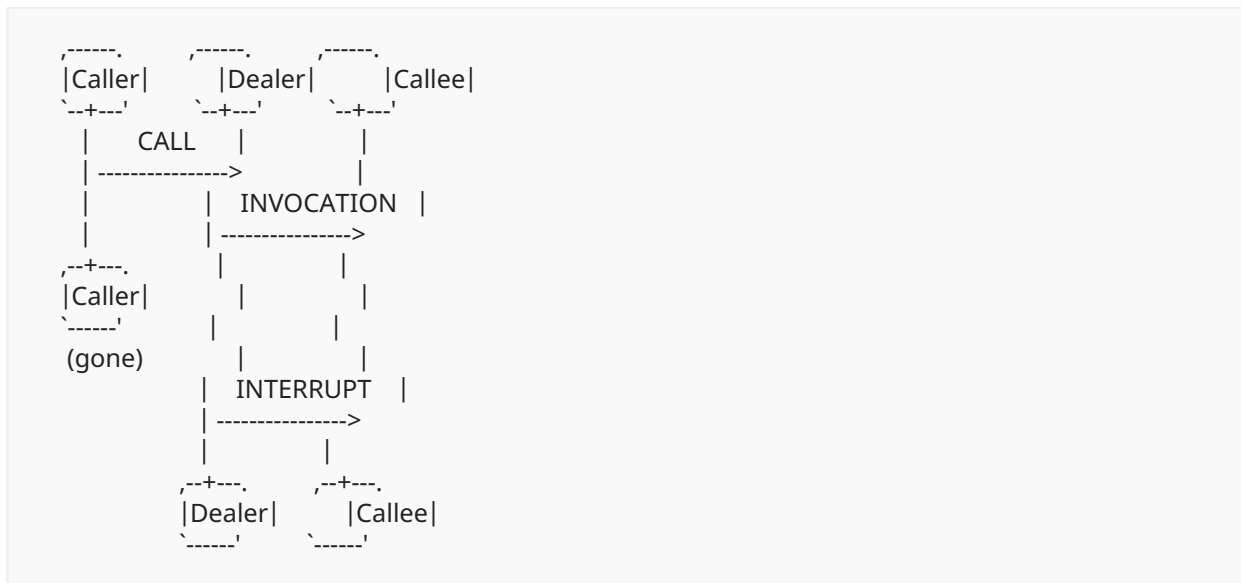 ,------. ,------. ,------.
|Caller| |Dealer| |Callee|
`--+---' `--+---' `--+---'
| CALL | |
| ----------------> |
| | INVOCATION |
| | ---------------->
,--+---. | |
|Caller| | |
`------' | |
(gone) | |
| INTERRUPT |
| ---------------->
| |
,--+---. ,--+---.
|Dealer| |Callee|
`------' `------'